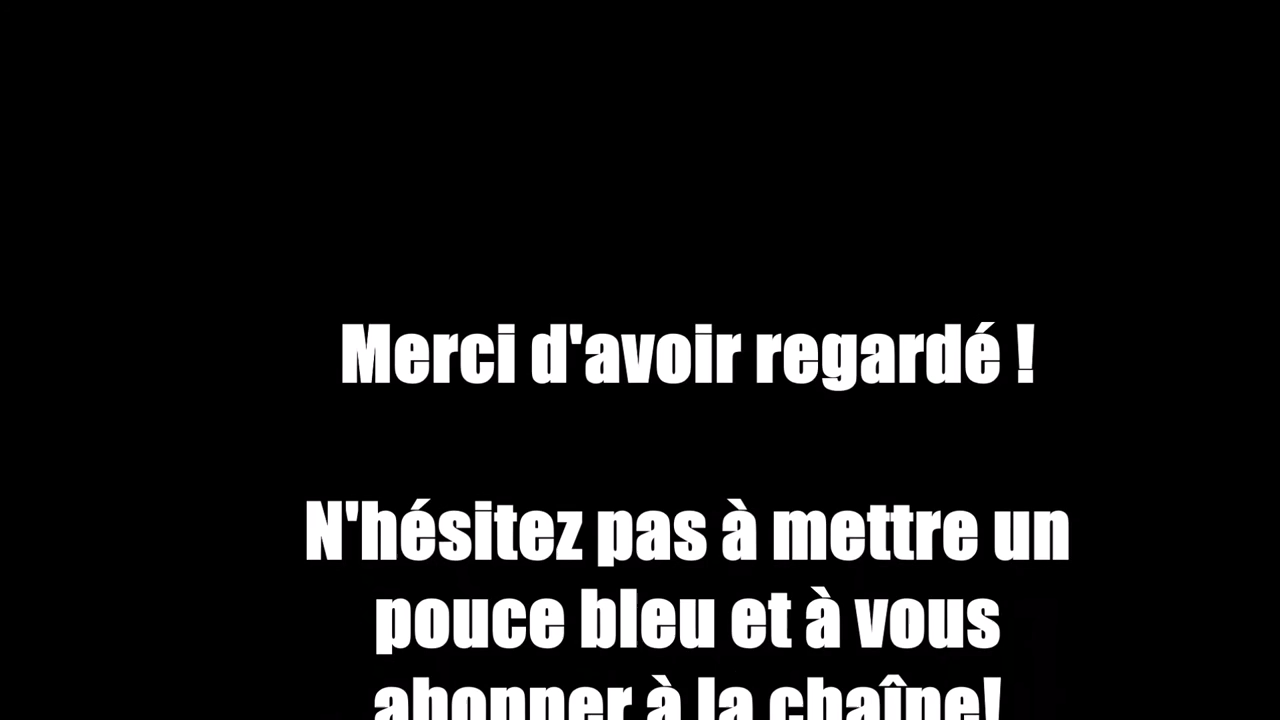 Merci d'avoir regardé !
N'hésitez pas à mettre un
pouce bleu et à vous
abonner à la chaîne!